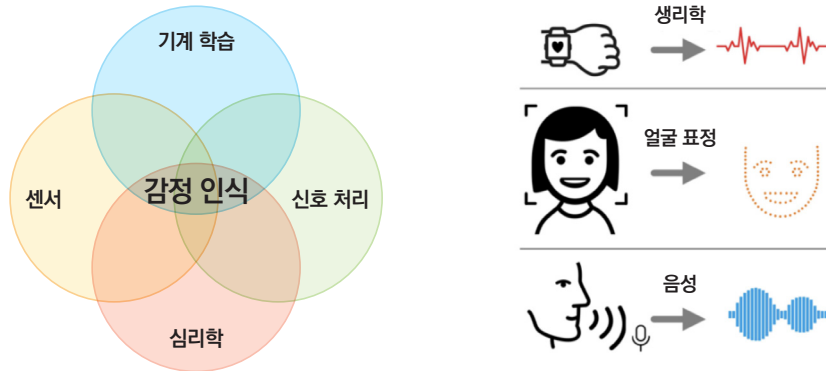 기계 학습
센서
감정 인식
신호 처리
심리학
생리학
얼굴 표정
음성